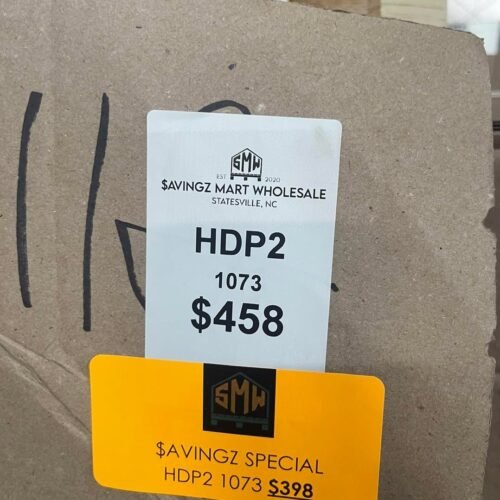 SMW
EST. 2020
$AVINGZ MART WHOLESALE
STATESVILLE, NC
HDP2
1073
$458
SMW
$AVINGZ SPECIAL
HDP2 1073 $398